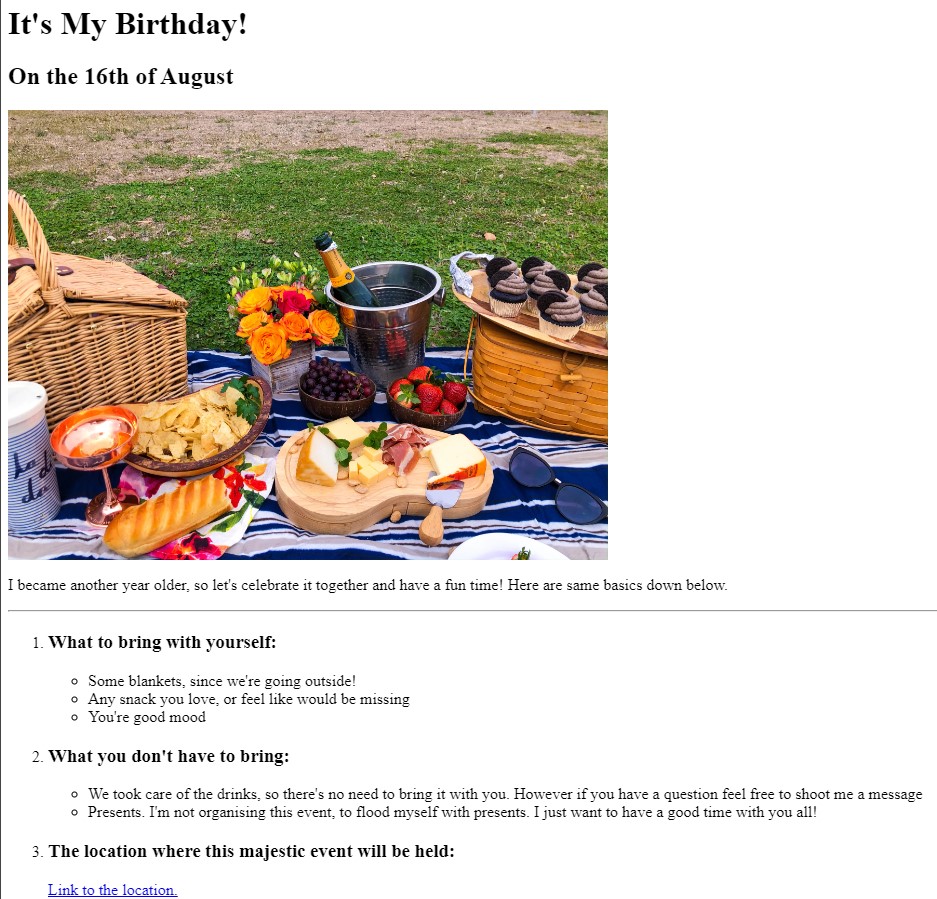 It's My Birthday!
On the 16th of August
I became another year older, so let's celebrate it together and have a fun time! Here are same basics down below.
1. What to bring with yourself:
Some blankets, since we're going outside!
Any snack you love, or feel like would be missing
You're good mood
2. What you don't have to bring:
We took care of the drinks, so there's no need to bring it with you. However if you have a question feel free to shoot me a message
Presents. I'm not organising this event, to flood myself with presents. I just want to have a good time with you all!
3. The location where this majestic event will be held:
Link to the location.